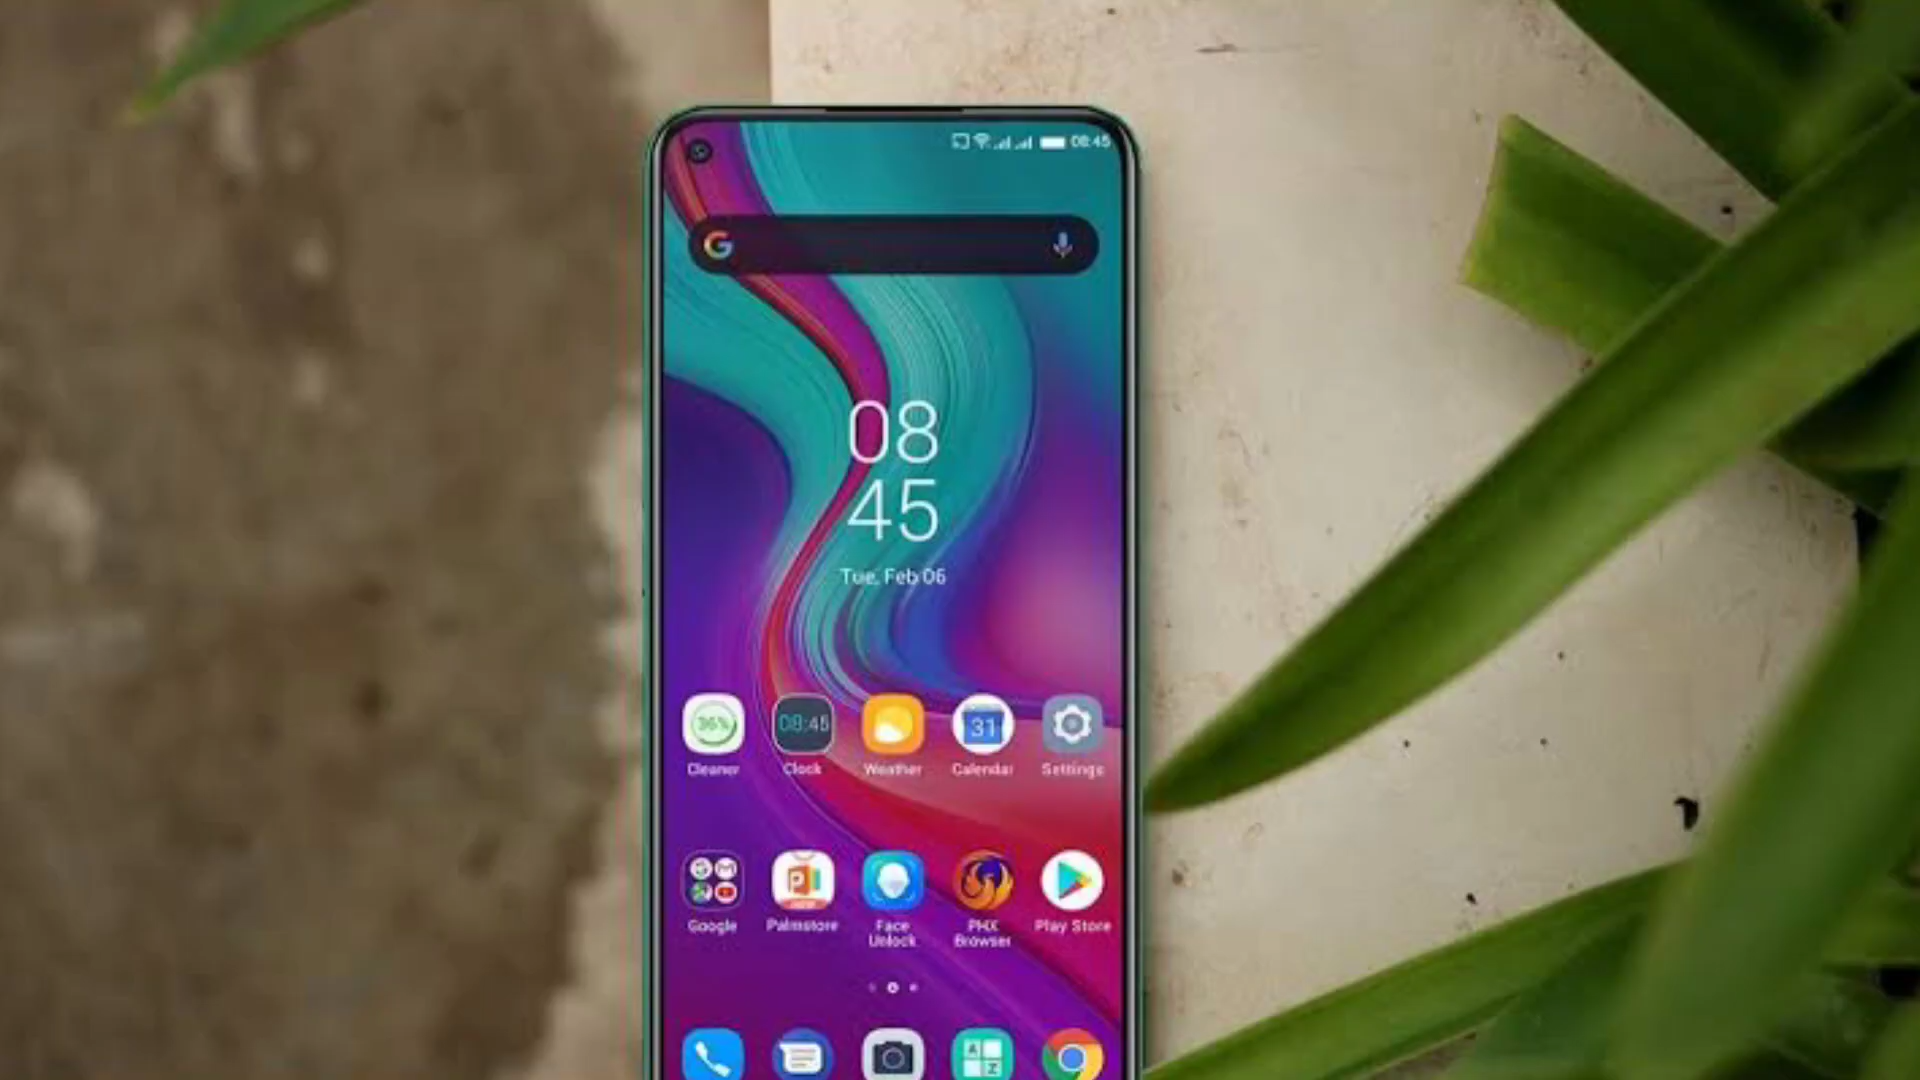 08:45
08
45
Tue, Feb 06
36%
08:45
31
Cleaner
Clock
Weather
Calendar
Settings
Google
Palmstore
Face
Unlock
PHX
Browser
Play Store
A
Z